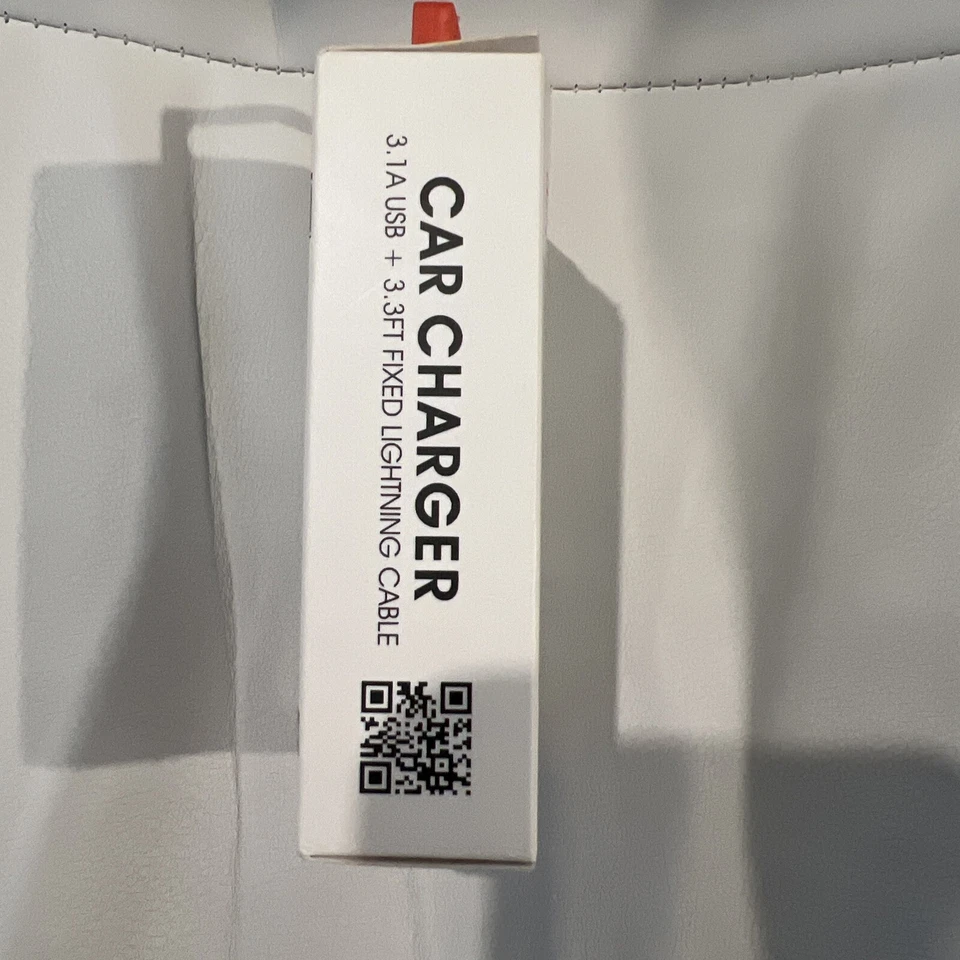 CAR CHARGER
3.1A USB + 3.3FT FIXED LIGHTNING CABLE